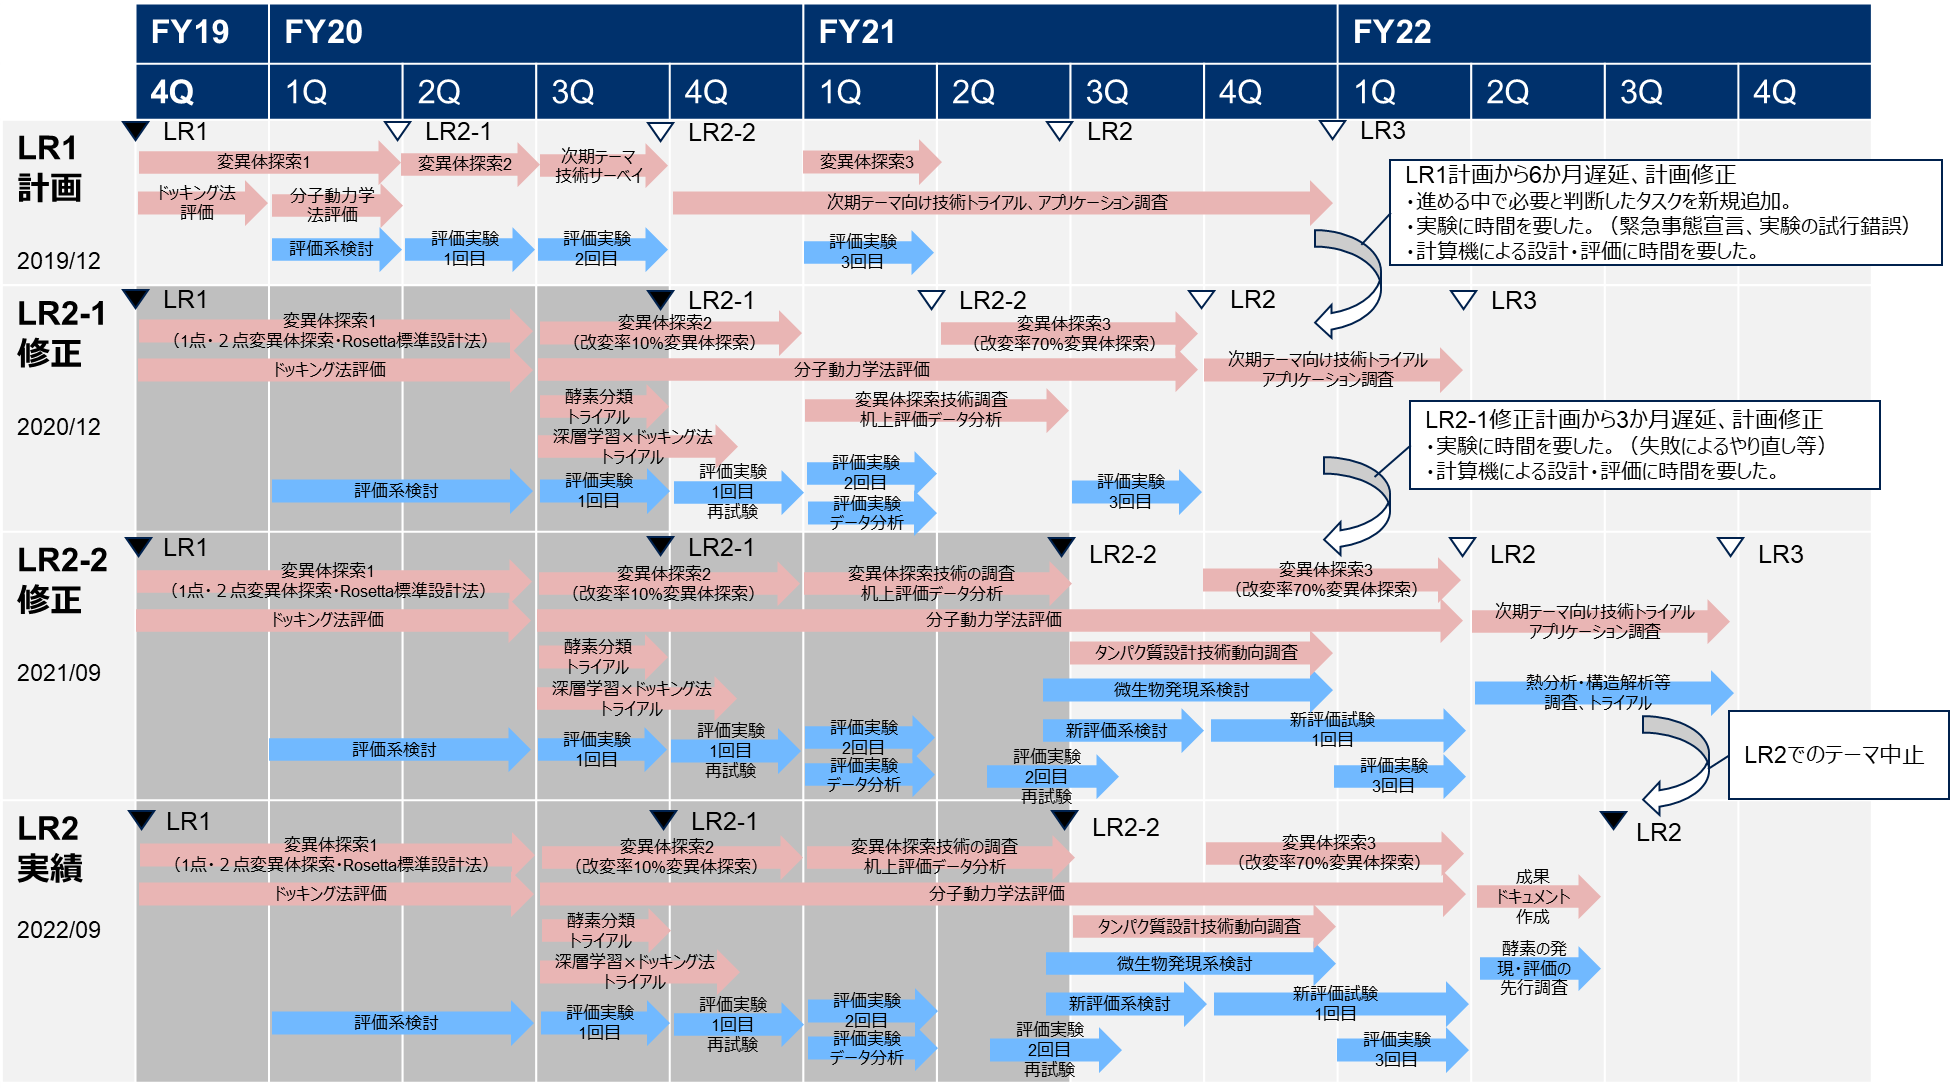 FY19
FY20
FY21
FY22
4Q
1Q
2Q
3Q
4Q
1Q
2Q
3Q
4Q
1Q
2Q
3Q
4Q
LR1
計画
2019/12
LR1
LR2-1
LR2-2
LR2
LR3
変異体探索1
変異体探索2
次期テーマ
技術サーベイ
変異体探索3
ドッキング法
評価
分子動力学
法評価
次期テーマ向け技術トライアル、アプリケーション調査
評価系検討
評価実験
1回目
評価実験
2回目
評価実験
3回目
LR1計画から6か月遅延、計画修正
・進める中で必要と判断したタスクを新規追加。
・実験に時間を要した。（緊急事態宣言、実験の試行錯誤）
・計算機による設計・評価に時間を要した。
LR2-1
修正
2020/12
LR1
LR2-1
LR2-2
LR2
LR3
変異体探索1
（1点・２点変異体探索・Rosetta標準設計法）
変異体探索2
（改変率10%変異体探索）
変異体探索3
（改変率70%変異体探索）
ドッキング法評価
分子動力学法評価
次期テーマ向け技術トライアル
アプリケーション調査
酵素分類
トライアル
変異体探索技術調査
机上評価データ分析
深層学習×ドッキング法
トライアル
評価系検討
評価実験
1回目
評価実験
1回目
再試験
評価実験
2回目
評価実験
データ分析
評価実験
3回目
LR2-1修正計画から3か月遅延、計画修正
・実験に時間を要した。（失敗によるやり直し等）
・計算機による設計・評価に時間を要した。
LR2-2
修正
2021/09
LR1
LR2-1
LR2-2
LR2
LR3
変異体探索1
（1点・２点変異体探索・Rosetta標準設計法）
変異体探索2
（改変率10%変異体探索）
変異体探索技術の調査
机上評価データ分析
変異体探索3
（改変率70%変異体探索）
ドッキング法評価
分子動力学法評価
次期テーマ向け技術トライアル
アプリケーション調査
酵素分類
トライアル
タンパク質設計技術動向調査
深層学習×ドッキング法
トライアル
微生物発現系検討
熱分析・構造解析等
調査、トライアル
評価系検討
評価実験
1回目
評価実験
1回目
再試験
評価実験
2回目
評価実験
データ分析
新評価系検討
新評価試験
1回目
評価実験
2回目
再試験
評価実験
3回目
LR2でのテーマ中止
LR2
実績
2022/09
LR1
LR2-1
LR2-2
LR2
変異体探索1
（1点・２点変異体探索・Rosetta標準設計法）
変異体探索2
（改変率10%変異体探索）
変異体探索技術の調査
机上評価データ分析
変異体探索3
（改変率70%変異体探索）
ドッキング法評価
分子動力学法評価
成果
ドキュメント
作成
酵素分類
トライアル
タンパク質設計技術動向調査
深層学習×ドッキング法
トライアル
微生物発現系検討
酵素の発
現・評価の
先行調査
評価系検討
評価実験
1回目
評価実験
1回目
再試験
評価実験
2回目
評価実験
データ分析
新評価系検討
新評価試験
1回目
評価実験
2回目
再試験
評価実験
3回目